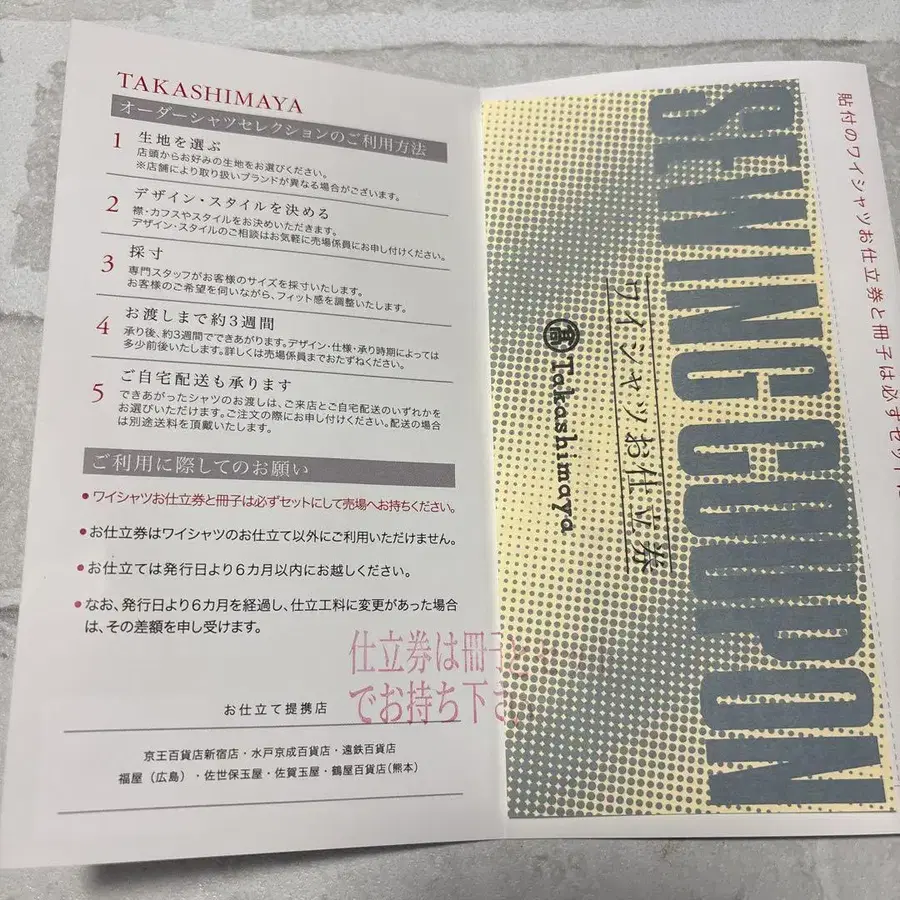 TAKASHIMAYA
オーダーシャツセレクションのご利用方法
1 生地を選ぶ
店頭からお好みの生地をお選びください。
※店舗により取り扱いブランドが異なる場合がございます。
2 デザイン・スタイルを決める
襟・カフスやスタイルをお決めいただきます。
デザイン・スタイルのご相談はお気軽に売場係員にお申し付けください。
3 採寸
専門スタッフがお客様のサイズを採寸いたします。
お客様のご希望を伺いながら、フィット感を調整いたします。
4 お渡しまで約3週間
承り後、約3週間でできあがります。デザイン・仕様・承り時期によっては
多少前後いたします。詳しくは売場係員までおたずねください。
5 ご自宅配送も承ります
できあがったシャツのお渡しは、ご来店とご自宅配送のいずれかを
お選びいただけます。ご注文の際にお申し付けください。配送の場合
は別途送料を頂戴いたします。
ご利用に際してのお願い
●ワイシャツお仕立券と冊子は必ずセットにして売場へお持ちください。
●お仕立券はワイシャツのお仕立て以外にご利用いただけません。
●お仕立ては発行日より6カ月以内にお越しください。
●なお、発行日より6カ月を経過し、仕立工料に変更があった場合
は、その差額を申し受けます。
仕立券は冊子
でお持ち下さ
お仕立て提携店
京王百貨店新宿店・水戸京成百貨店・遠鉄百貨店
福屋(広島)・佐世保玉屋・佐賀玉屋・鶴屋百貨店(熊本)
SEWING COUPON
ワイシャツお仕立券
髙 Takashimaya
貼付のワイシャツお仕立券と冊子は必ずセット